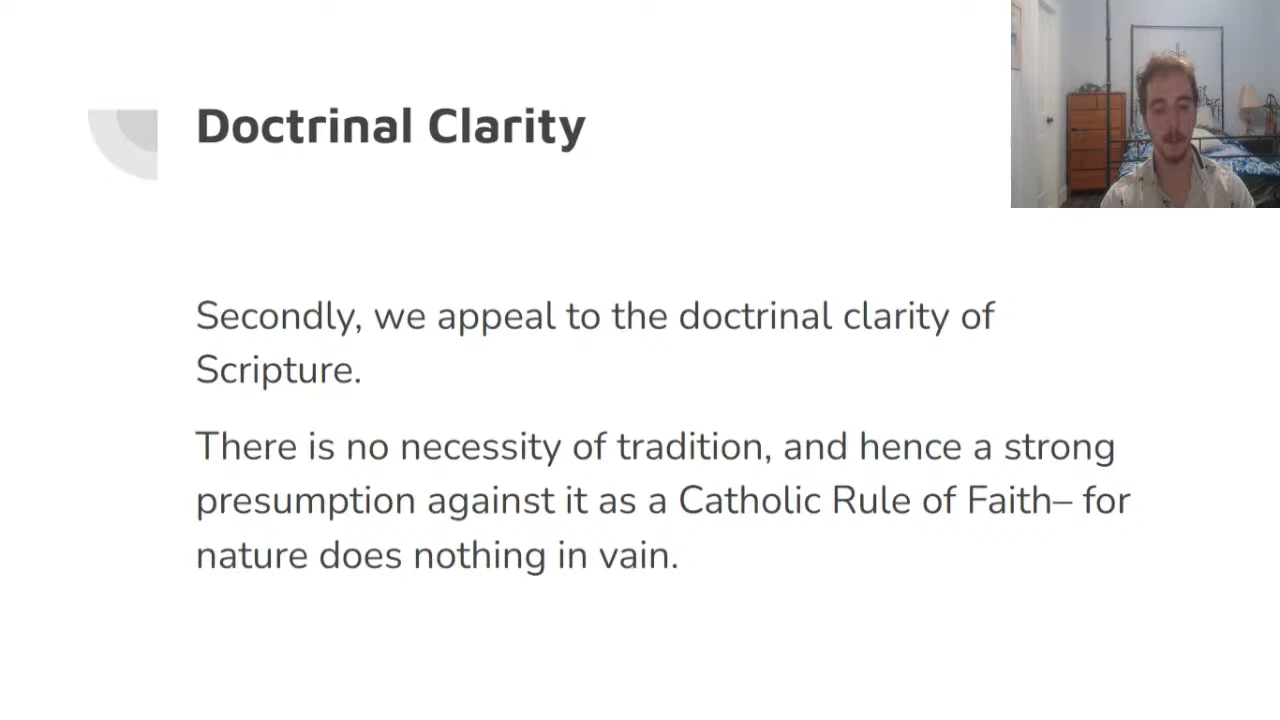 Doctrinal Clarity
Secondly, we appeal to the doctrinal clarity of
Scripture.
There is no necessity of tradition, and hence a strong
presumption against it as a Catholic Rule of Faith– for
nature does nothing in vain.